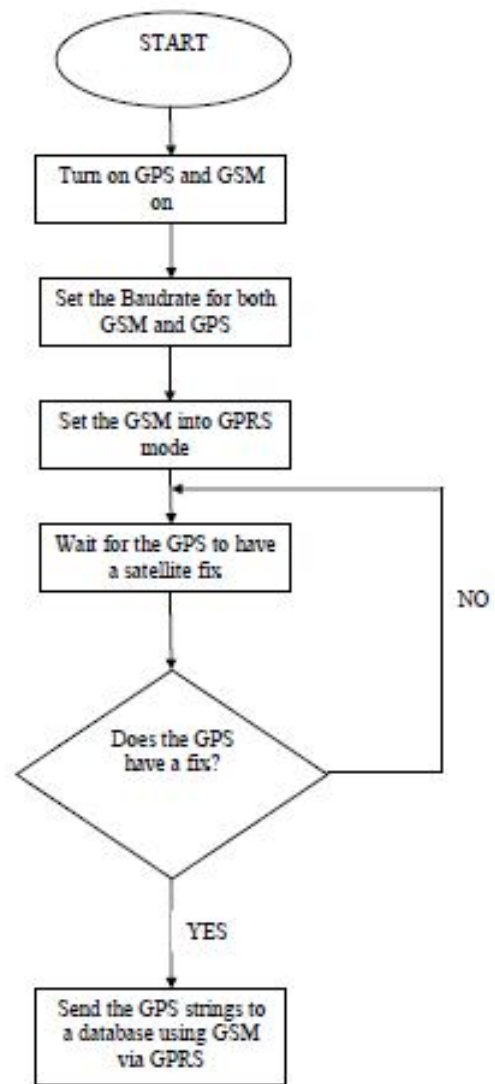 START
Turn on GPS and GSM
on
Set the Baudrate for both
GSM and GPS
Set the GSM into GPRS
mode
Wait for the GPS to have
a satellite fix
NO
Does the GPS
have a fix?
YES
Send the GPS strings to
a database using GSM
via GPRS